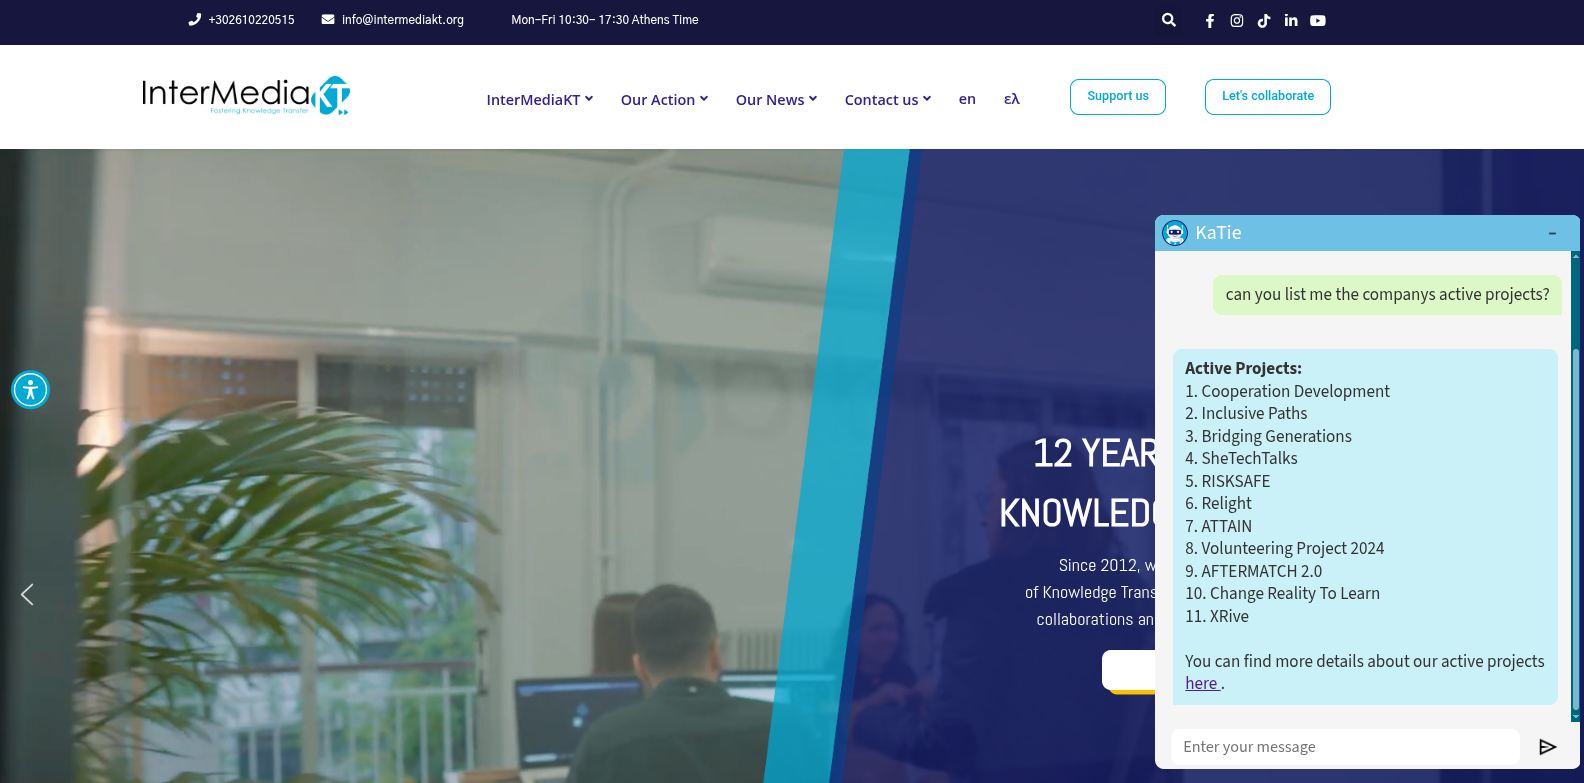 +302610220515
info@intermediakt.org
Mon-Fri 10:30- 17:30 Athens Time
InterMediaKT
Fostering Knowledge Transfer
InterMediaKT
Our Action
Our News
Contact us
en
ελ
Support us
Let's collaborate
12 YEAR
KNOWLEDG
Since 2012, w
of Knowledge Trans
collaborations an
KaTie
can you list me the companys active projects?
Active Projects:
1. Cooperation Development
2. Inclusive Paths
3. Bridging Generations
4. SheTechTalks
5. RISKSAFE
6. Relight
7. ATTAIN
8. Volunteering Project 2024
9. AFTERMATCH 2.0
10. Change Reality To Learn
11. XRive
You can find more details about our active projects
here .
Enter your message